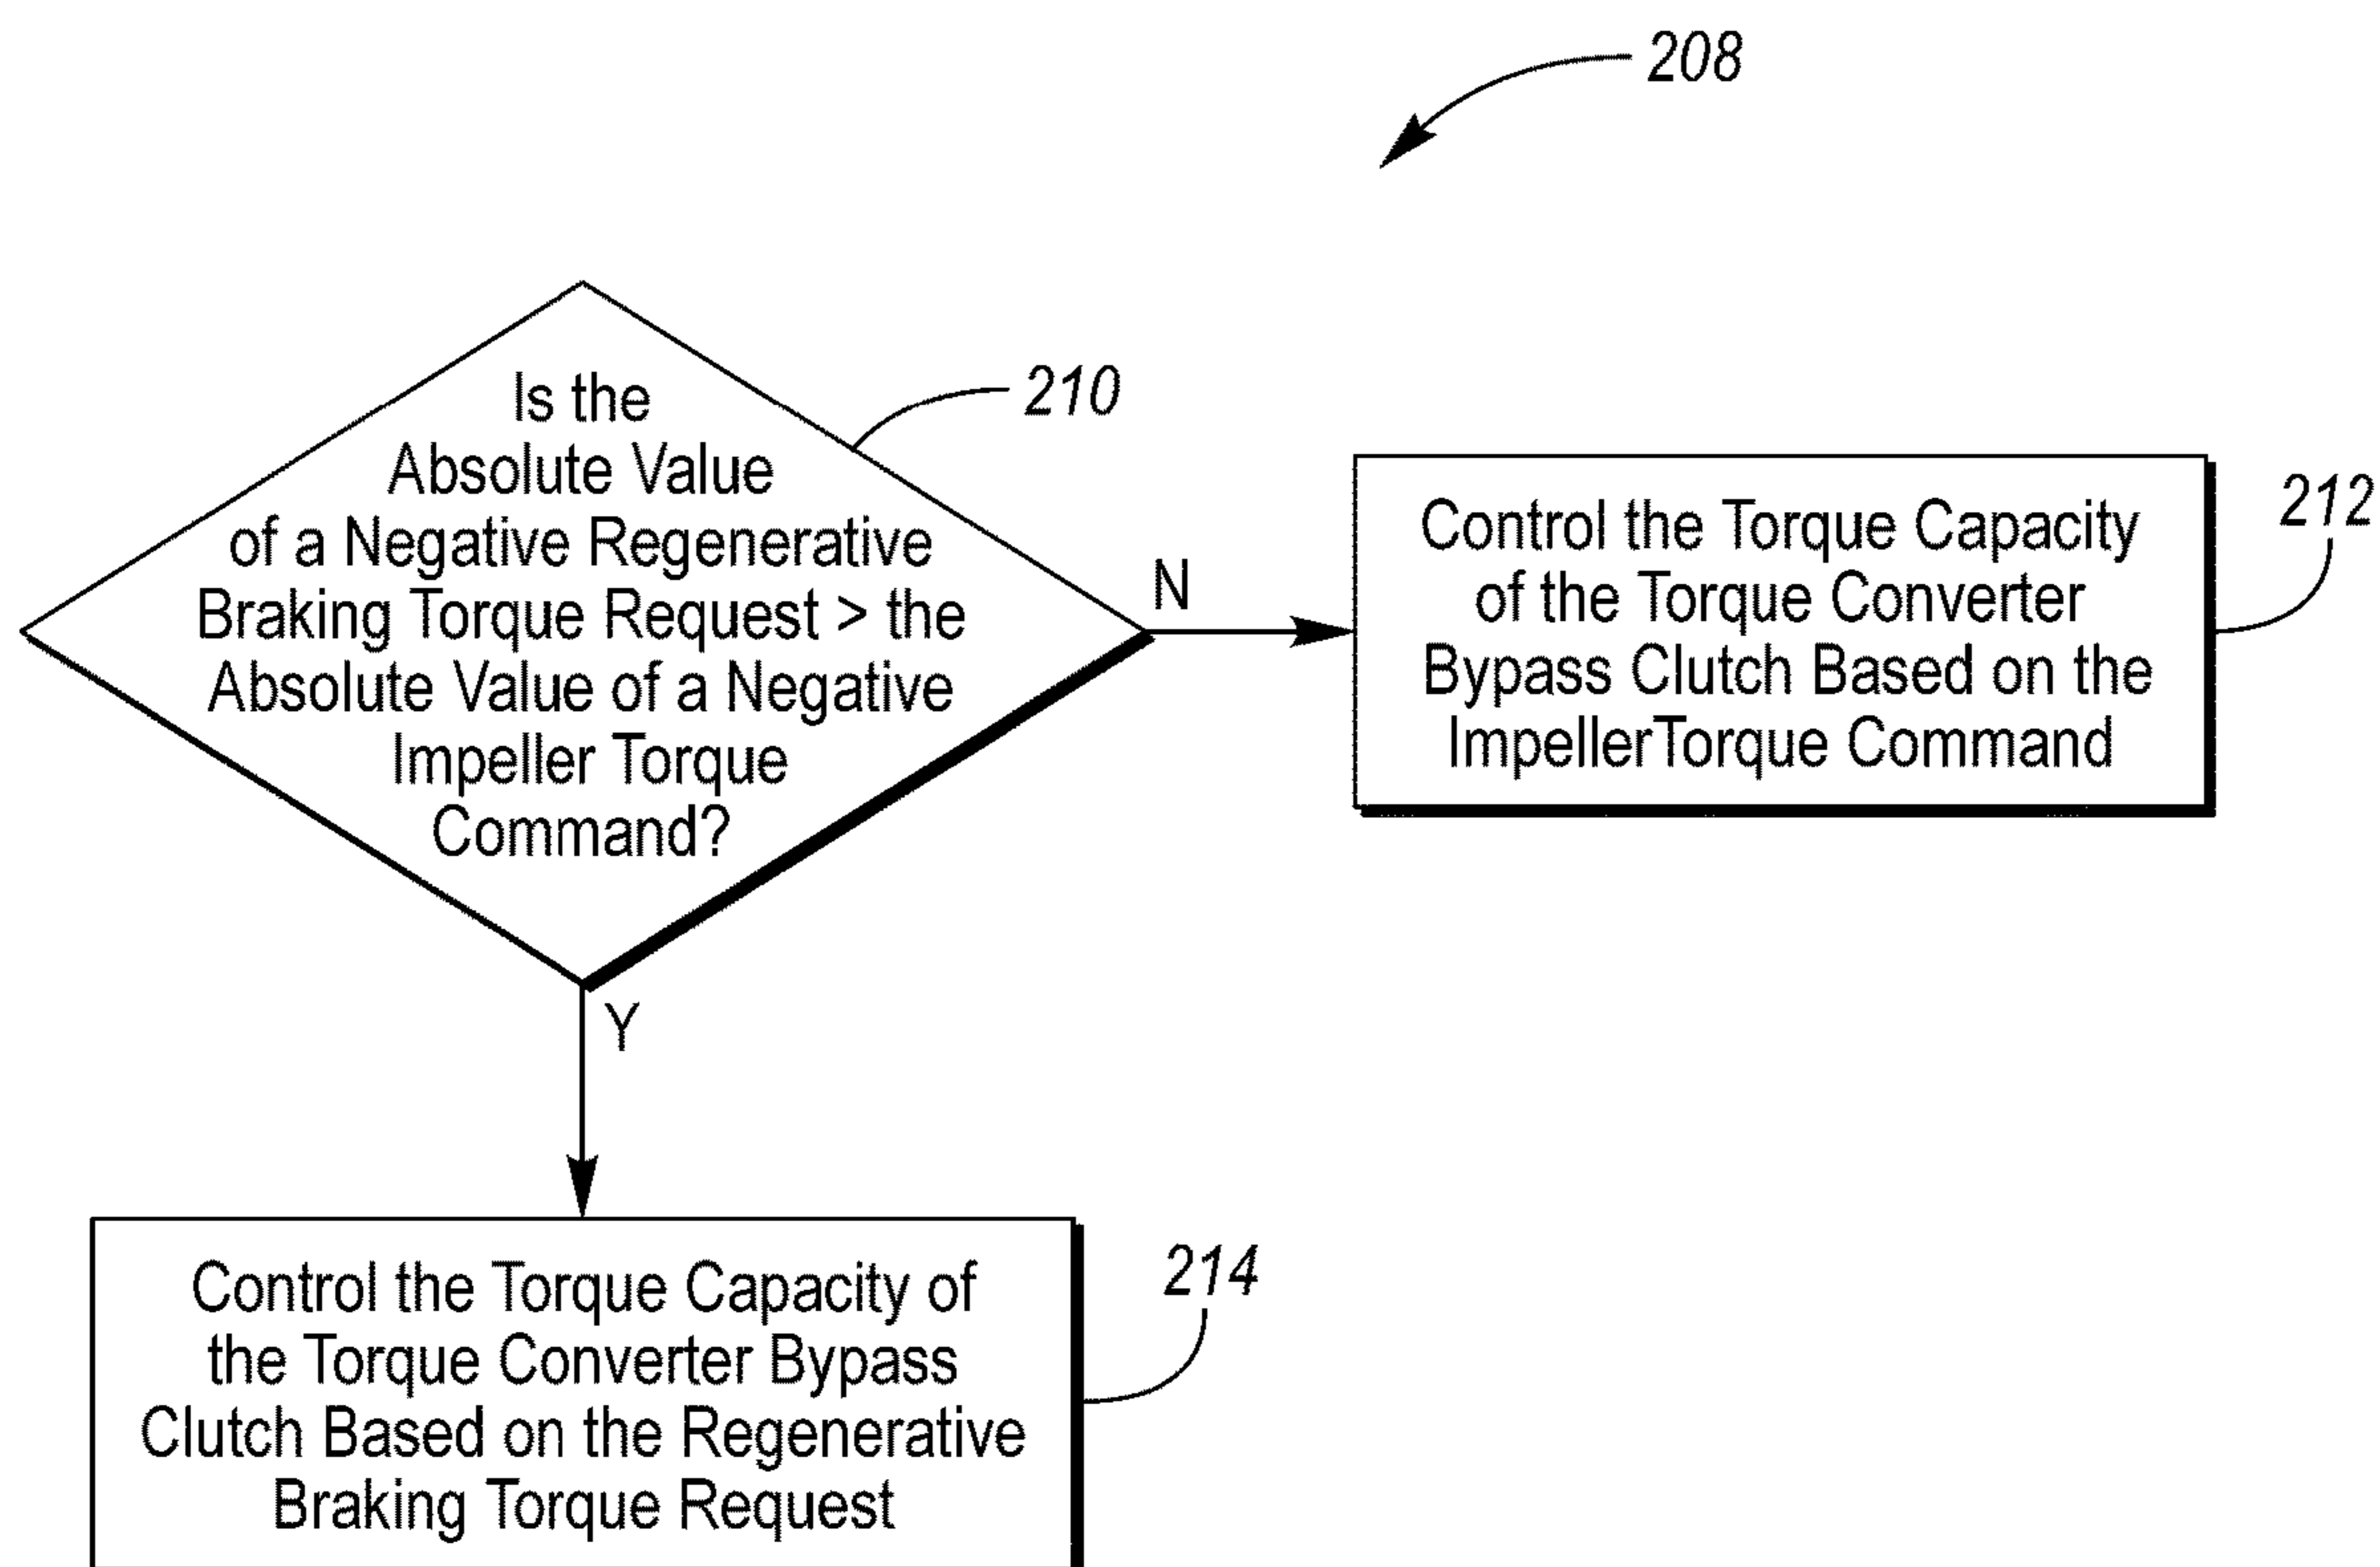 208
Is the
Absolute Value
of a Negative Regenerative
Braking Torque Request > the
Absolute Value of a Negative
Impeller Torque
Command?
210
N
Control the Torque Capacity
of the Torque Converter
Bypass Clutch Based on the
ImpellerTorque Command
212
Y
Control the Torque Capacity of
the Torque Converter Bypass
Clutch Based on the Regenerative
Braking Torque Request
214